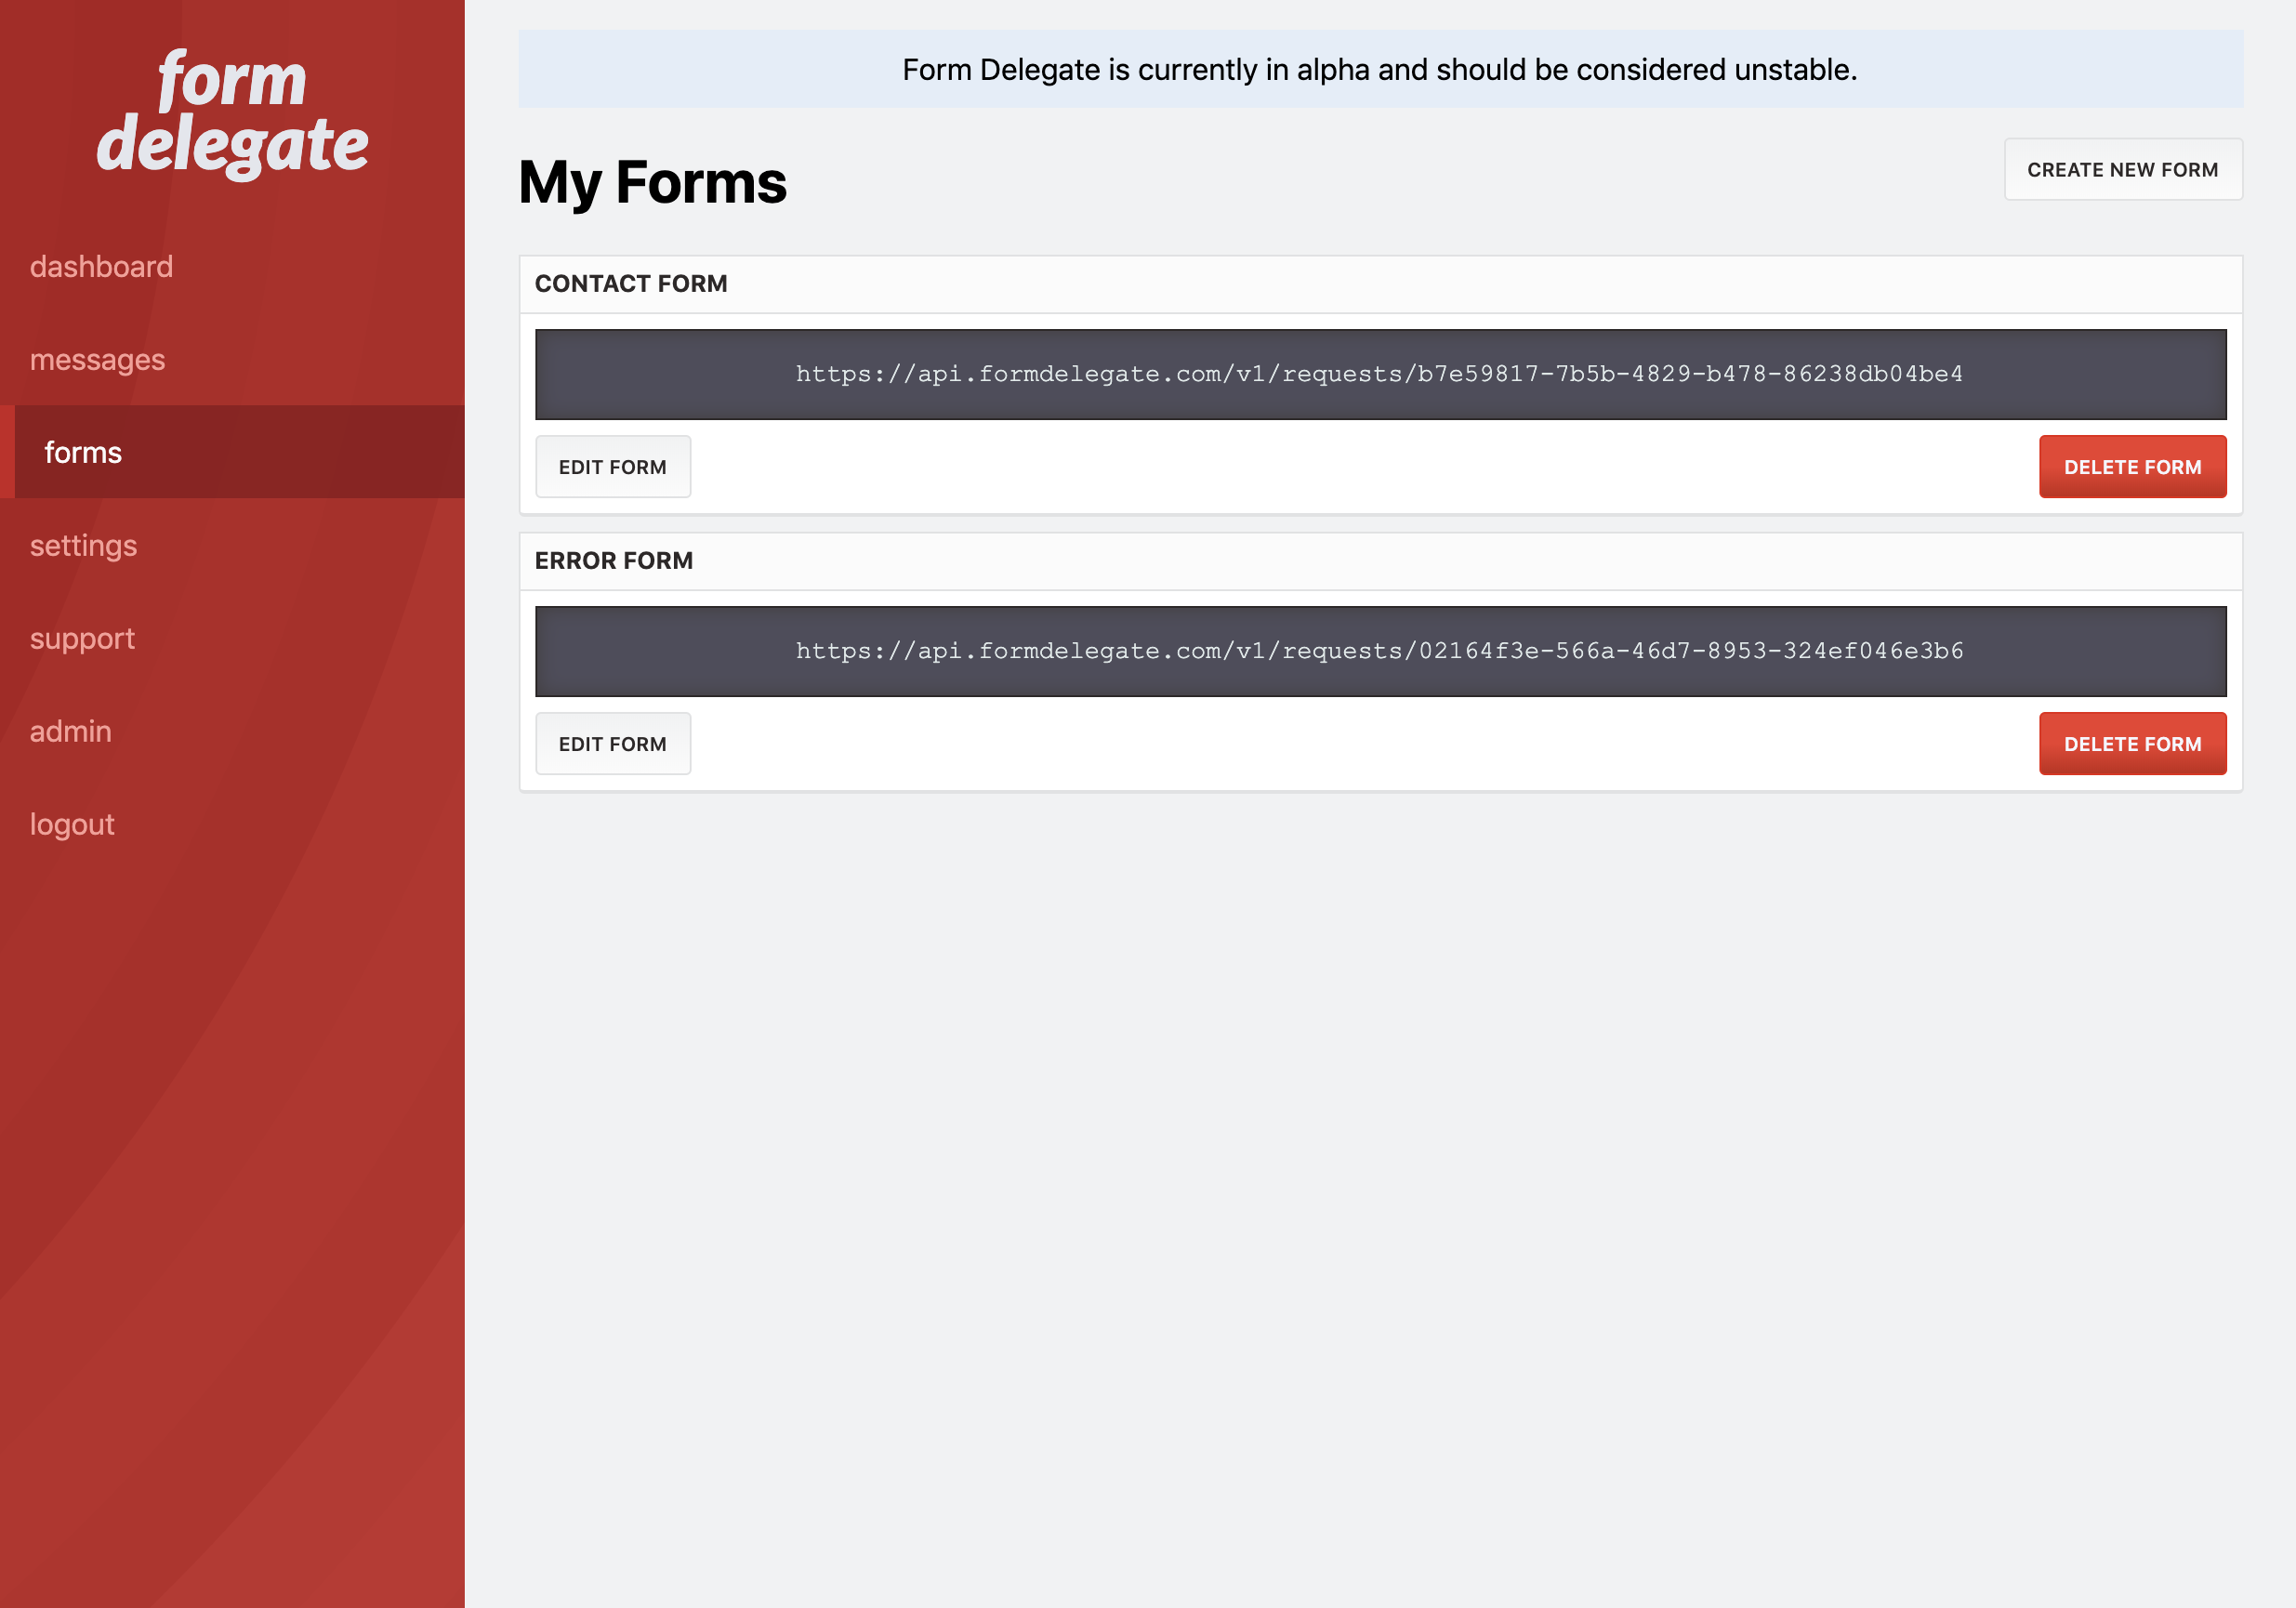 form
delegate
dashboard
messages
forms
settings
support
admin
logout
Form Delegate is currently in alpha and should be considered unstable.
My Forms
CREATE NEW FORM
CONTACT FORM
https://api.formdelegate.com/v1/requests/b7e59817-7b5b-4829-b478-86238db04be4
EDIT FORM
DELETE FORM
ERROR FORM
https://api.formdelegate.com/v1/requests/02164f3e-566a-46d7-8953-324ef046e3b6
EDIT FORM
DELETE FORM